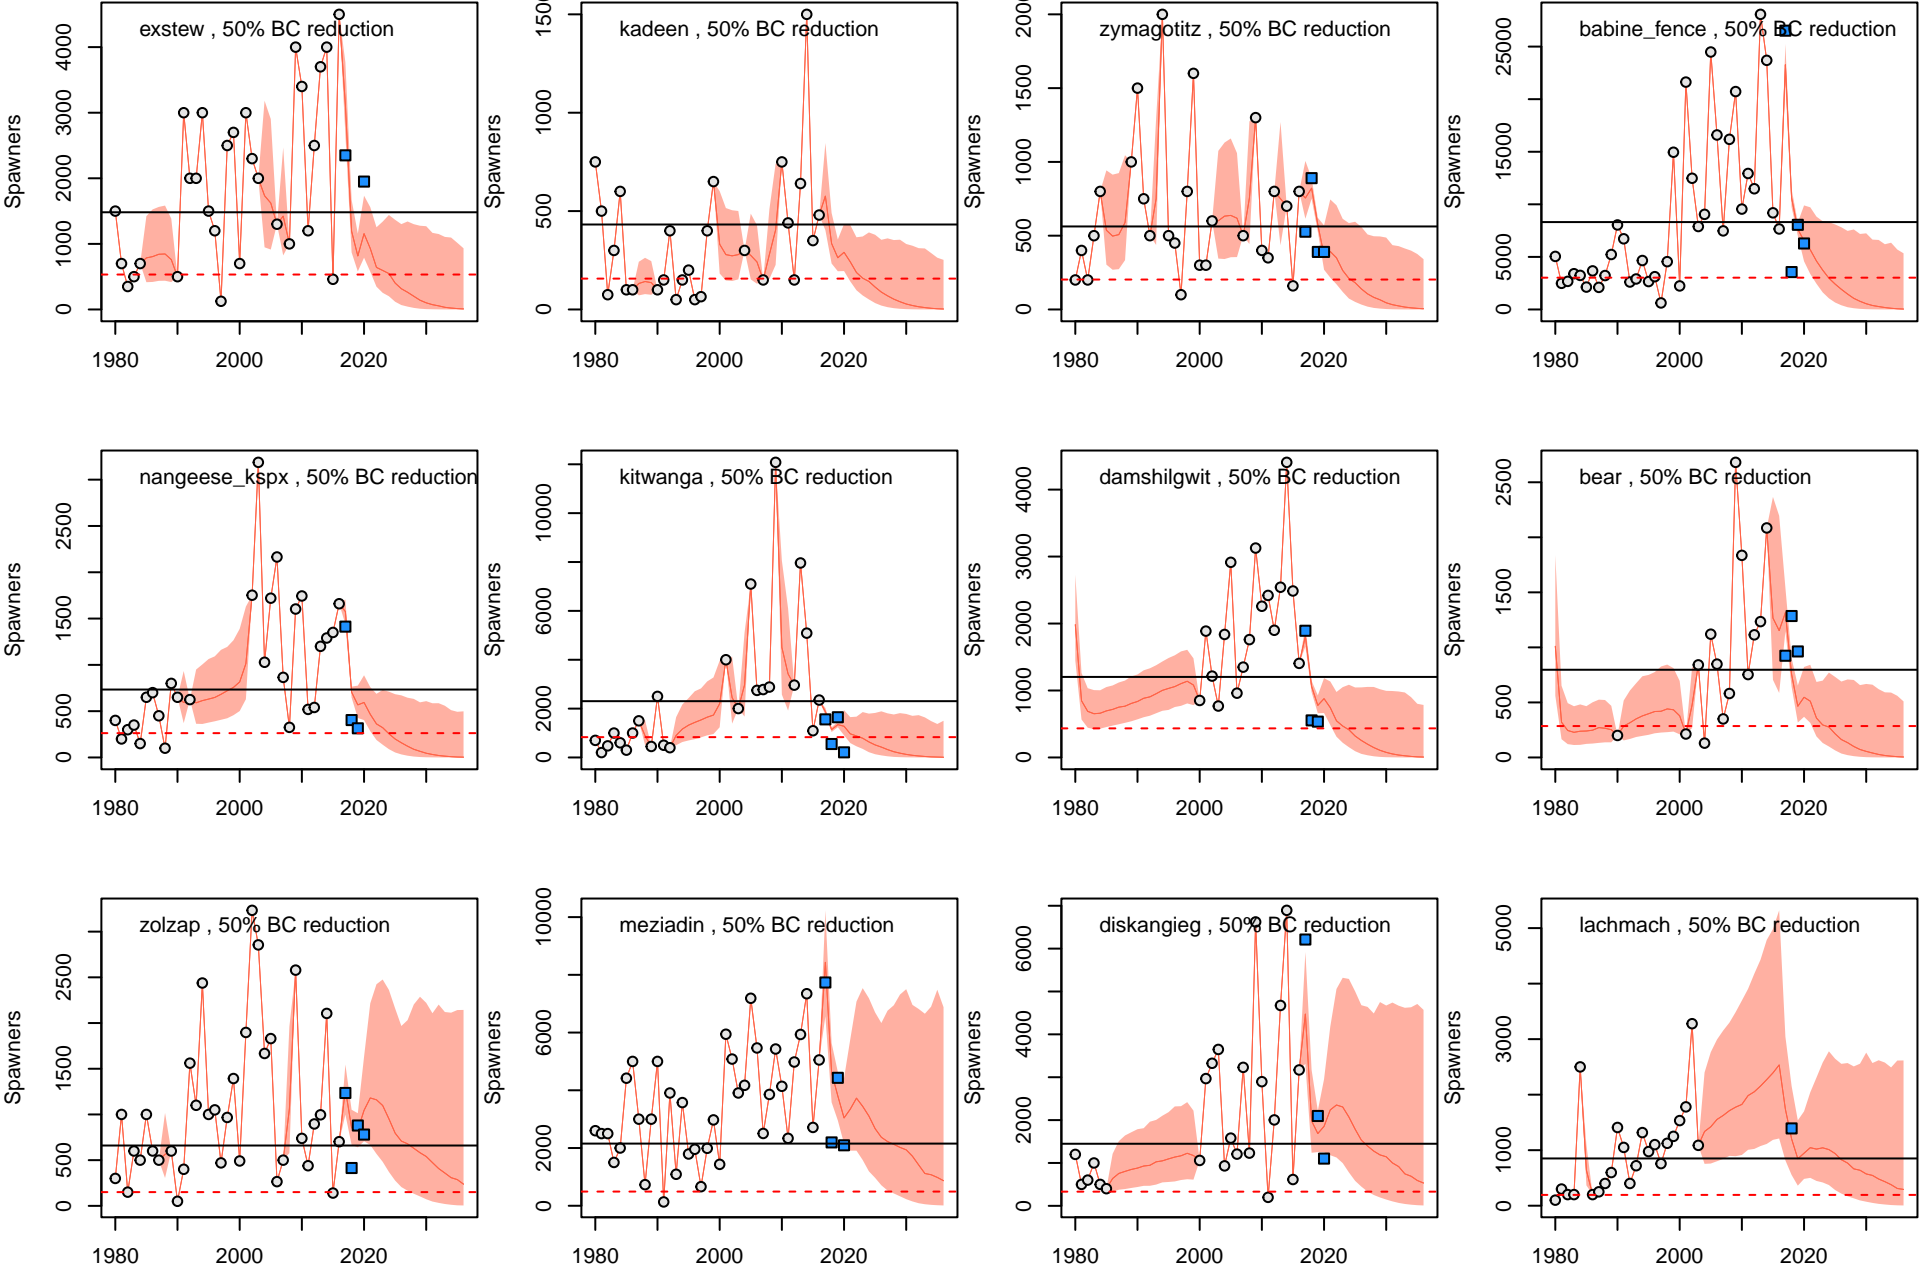 exstew , 50% BC reduction
Spawners
0 1000 2000 3000 4000
1980 2000 2020
kadeen , 50% BC reduction
Spawners
0 500 1000 1500
1980 2000 2020
zymagotitz , 50% BC reduction
Spawners
0 500 1000 1500 2000
1980 2000 2020
babine_fence , 50% BC reduction
Spawners
0 5000 15000 25000
1980 2000 2020
nangeese_kspx , 50% BC reduction
Spawners
0 500 1500 2500
1980 2000 2020
kitwanga , 50% BC reduction
Spawners
0 2000 6000 10000
1980 2000 2020
damshilgwit , 50% BC reduction
Spawners
0 1000 2000 3000 4000
1980 2000 2020
bear , 50% BC reduction
Spawners
0 500 1500 2500
1980 2000 2020
zolzap , 50% BC reduction
Spawners
0 500 1500 2500
1980 2000 2020
meziadin , 50% BC reduction
Spawners
0 2000 6000 10000
1980 2000 2020
diskangieg , 50% BC reduction
Spawners
0 2000 4000 6000
1980 2000 2020
lachmach , 50% BC reduction
Spawners
0 1000 3000 5000
1980 2000 2020